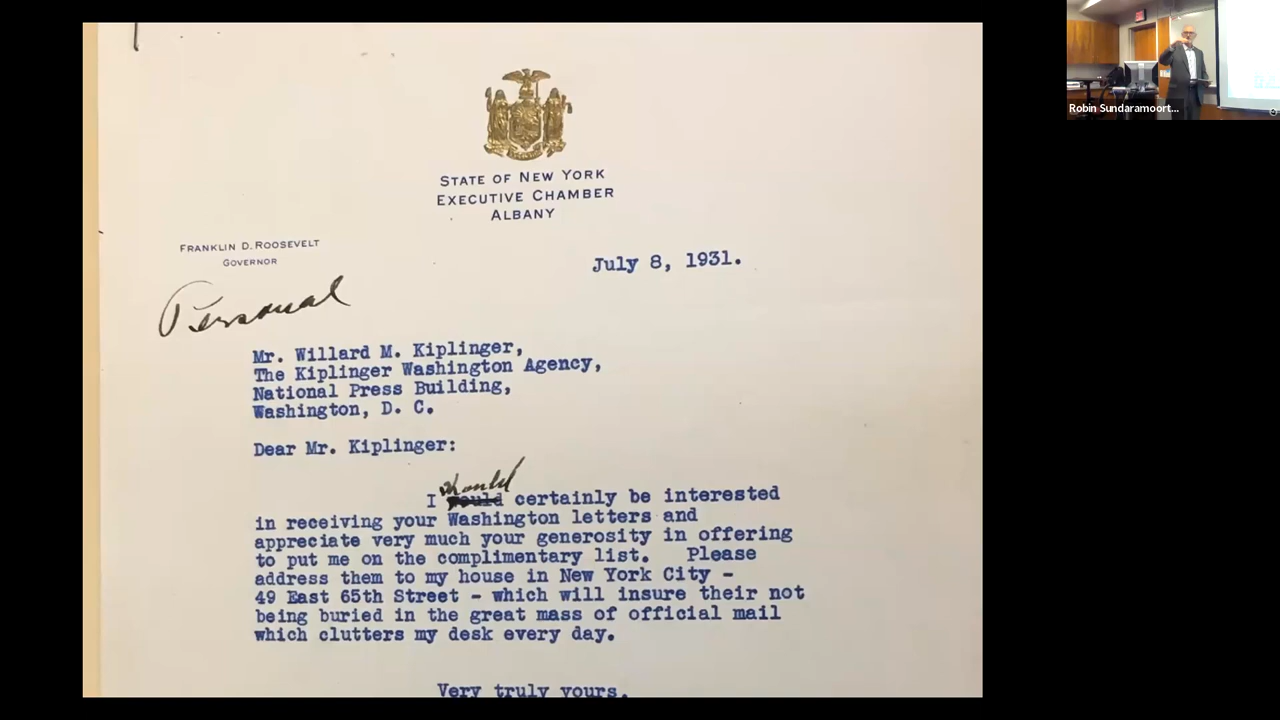 STATE OF NEW YORK
EXECUTIVE CHAMBER
ALBANY
FRANKLIN D. ROOSEVELT
GOVERNOR
July 8, 1931.
Personal
Mr. Willard M. Kiplinger,
The Kiplinger Washington Agency,
National Press Building,
Washington, D. C.
Dear Mr. Kiplinger:
should
I would certainly be interested
in receiving your Washington letters and
appreciate very much your generosity in offering
to put me on the complimentary list. Please
address them to my house in New York City -
49 East 65th Street - which will insure their not
being buried in the great mass of official mail
which clutters my desk every day.
Very truly yours,
Robin Sundaramoort...